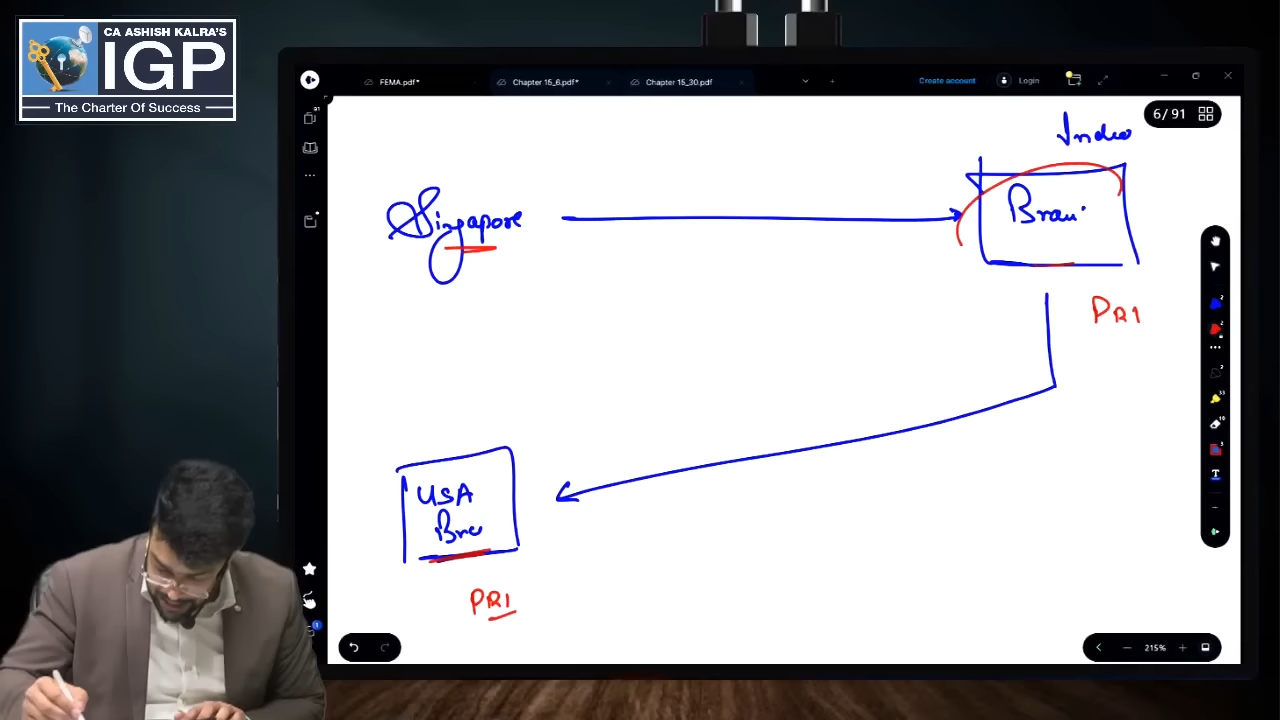 CA ASHISH KALRA'S
IGP
The Charter Of Success
FEMA.pdf*
Chapter 15_6.pdf*
Chapter 15_30.pdf
Create account
Login
6/91
91
India
Singapore
Bran
PRI
USA
Bra
PRI
215%